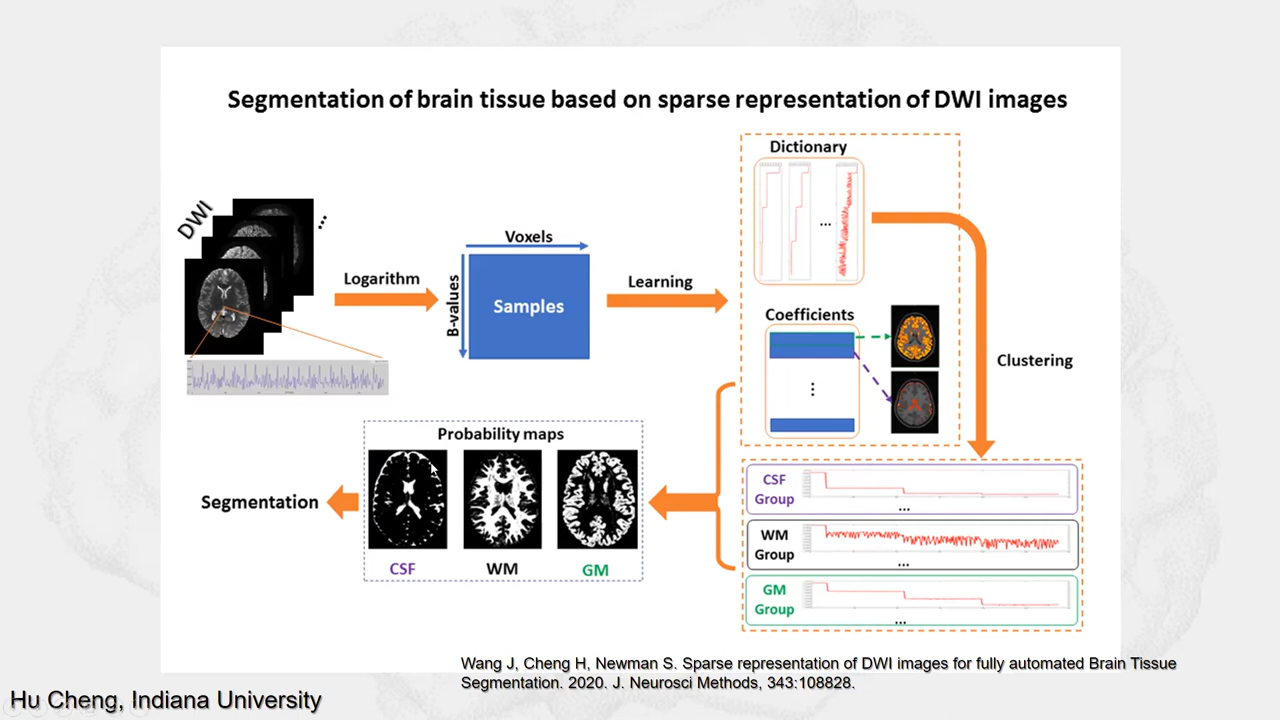 Segmentation of brain tissue based on sparse representation of DWI images
DWI
...
Logarithm
Voxels
B-values
Samples
Learning
Dictionary
...
Coefficients
...
Clustering
CSF
Group
...
WM
Group
...
GM
Group
...
Probability maps
CSF
WM
GM
Segmentation
Wang J, Cheng H, Newman S. Sparse representation of DWI images for fully automated Brain Tissue
Segmentation. 2020. J. Neurosci Methods, 343:108828.
Hu Cheng, Indiana University